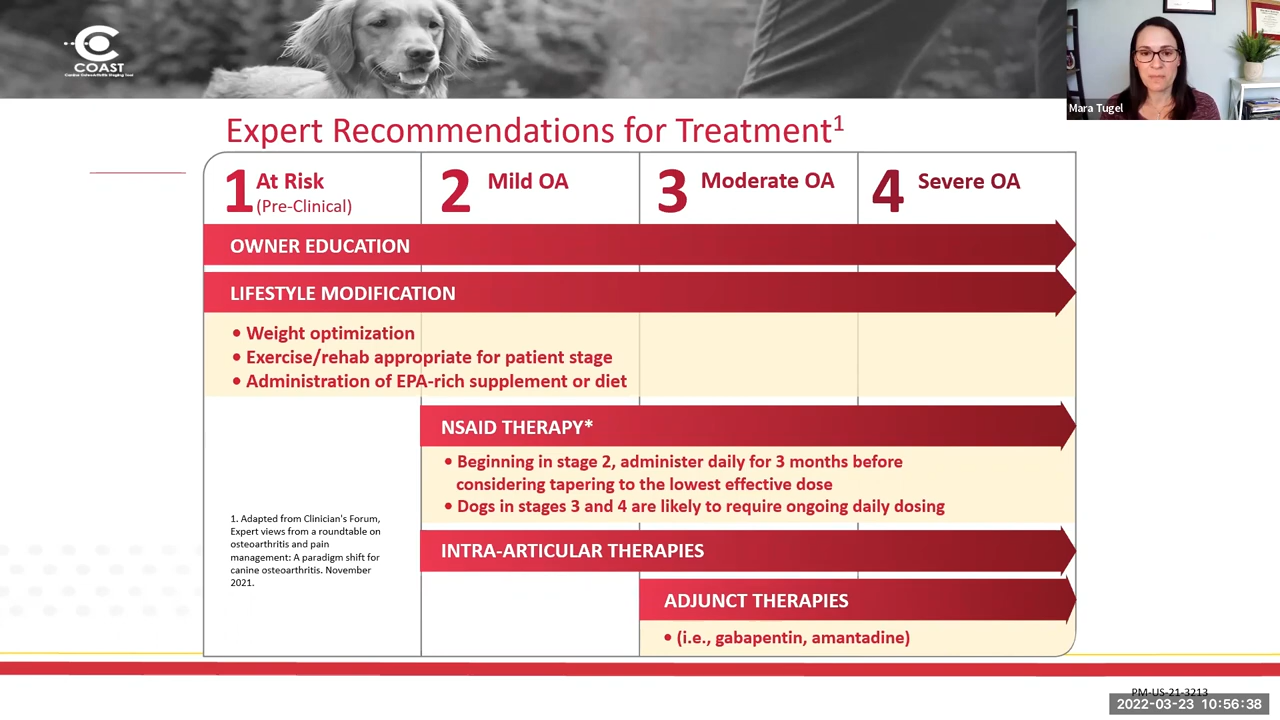 COAST
Canine OsteoArthritis Staging Tool
Mara Tugel
Expert Recommendations for Treatment1
1 At Risk
(Pre-Clinical)
2 Mild OA
3 Moderate OA
4 Severe OA
OWNER EDUCATION
LIFESTYLE MODIFICATION
• Weight optimization
• Exercise/rehab appropriate for patient stage
• Administration of EPA-rich supplement or diet
NSAID THERAPY*
• Beginning in stage 2, administer daily for 3 months before
considering tapering to the lowest effective dose
• Dogs in stages 3 and 4 are likely to require ongoing daily dosing
1. Adapted from Clinician's Forum,
Expert views from a roundtable on
osteoarthritis and pain
management: A paradigm shift for
canine osteoarthritis. November
2021.
INTRA-ARTICULAR THERAPIES
ADJUNCT THERAPIES
• (i.e., gabapentin, amantadine)
PM-US-21-3213
2022-03-23 10:56:38